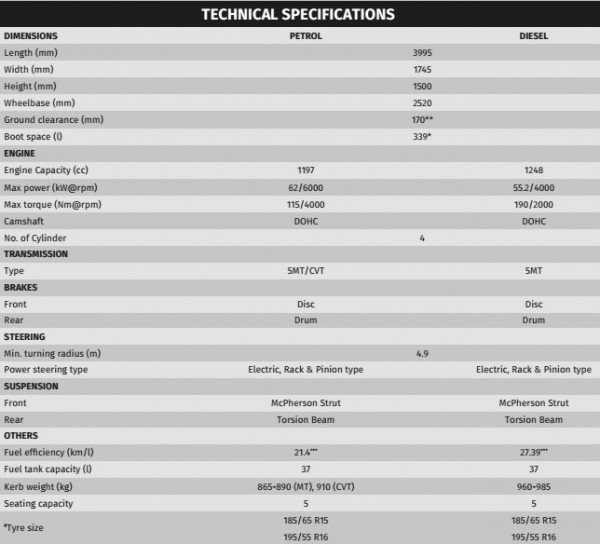 TECHNICAL SPECIFICATIONS
DIMENSIONS PETROL DIESEL
Length (mm) 3995
Width (mm) 1745
Height (mm) 1500
Wheelbase (mm) 2520
Ground clearance (mm) 170**
Boot space (l) 339*
ENGINE
Engine Capacity (cc) 1197 1248
Max power (kW@rpm) 62/6000 55.2/4000
Max torque (Nm@rpm) 115/4000 190/2000
Camshaft DOHC DOHC
No. of Cylinder 4
TRANSMISSION
Type 5MT/CVT 5MT
BRAKES
Front Disc Disc
Rear Drum Drum
STEERING
Min. turning radius (m) 4.9
Power steering type Electric, Rack & Pinion type Electric, Rack & Pinion type
SUSPENSION
Front McPherson Strut McPherson Strut
Rear Torsion Beam Torsion Beam
OTHERS
Fuel efficiency (km/l) 21.4*** 27.39***
Fuel tank capacity (l) 37 37
Kerb weight (kg) 865-890 (MT), 910 (CVT) 960-985
Seating capacity 5 5
#Tyre size 185/65 R15 185/65 R15
195/55 R16 195/55 R16